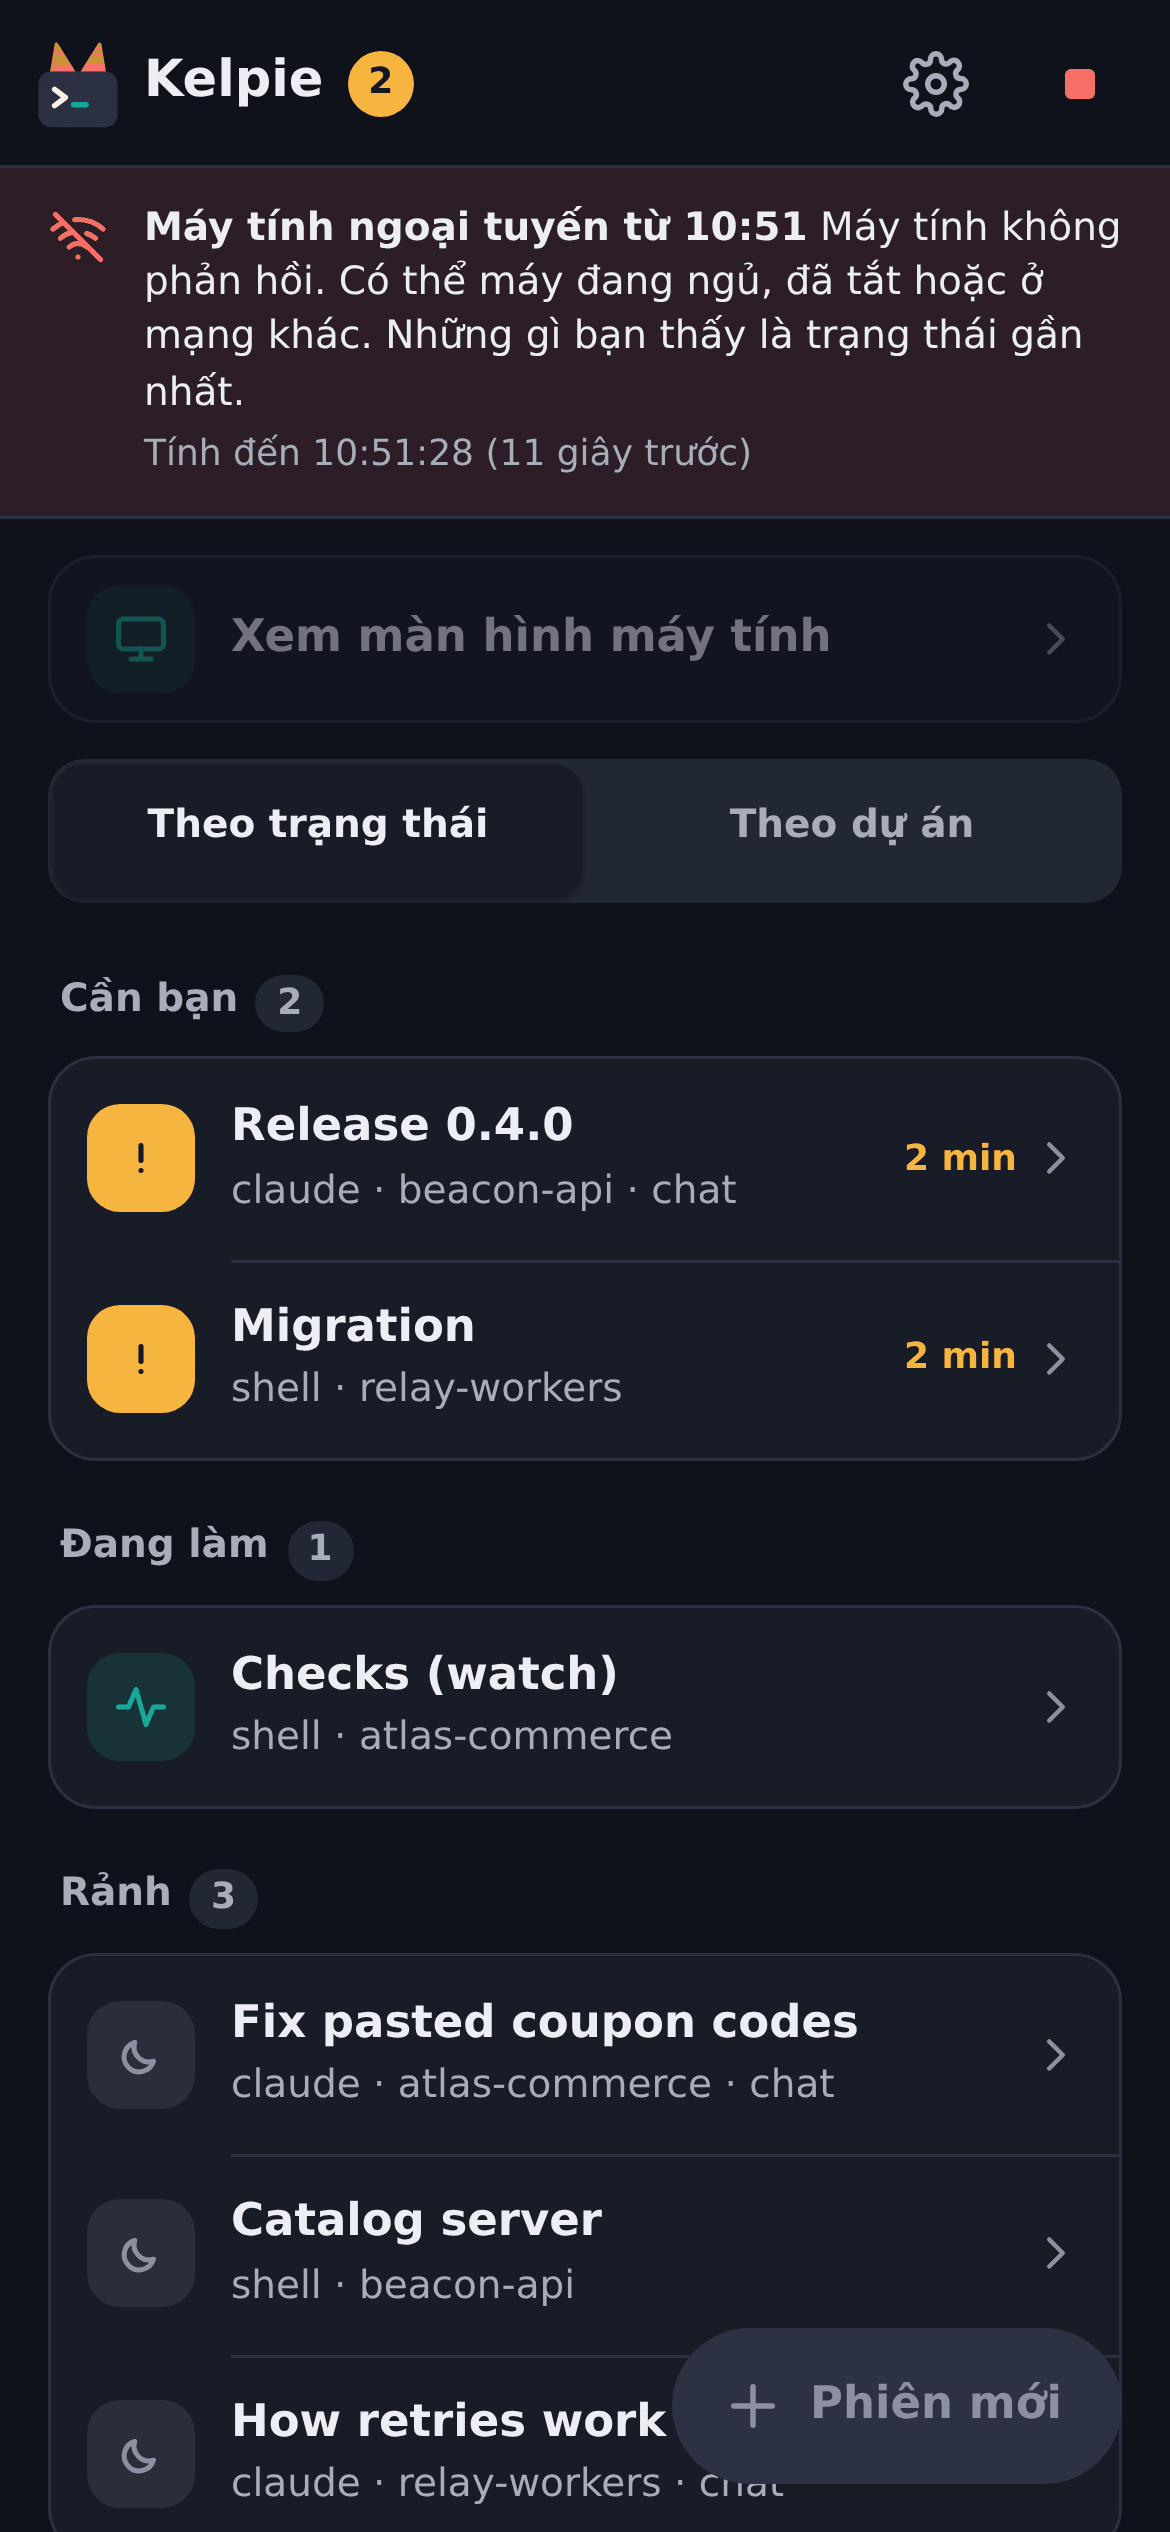 Kelpie 2
Máy tính ngoại tuyến từ 10:51 Máy tính không
phản hồi. Có thể máy đang ngủ, đã tắt hoặc ở
mạng khác. Những gì bạn thấy là trạng thái gần
nhất.
Tính đến 10:51:28 (11 giây trước)
Xem màn hình máy tính
Theo trạng thái
Theo dự án
Cần bạn 2
Release 0.4.0
claude · beacon-api · chat
2 min
Migration
shell · relay-workers
2 min
Đang làm 1
Checks (watch)
shell · atlas-commerce
Rảnh 3
Fix pasted coupon codes
claude · atlas-commerce · chat
Catalog server
shell · beacon-api
How retries work
claude · relay-workers · chat
Phiên mới